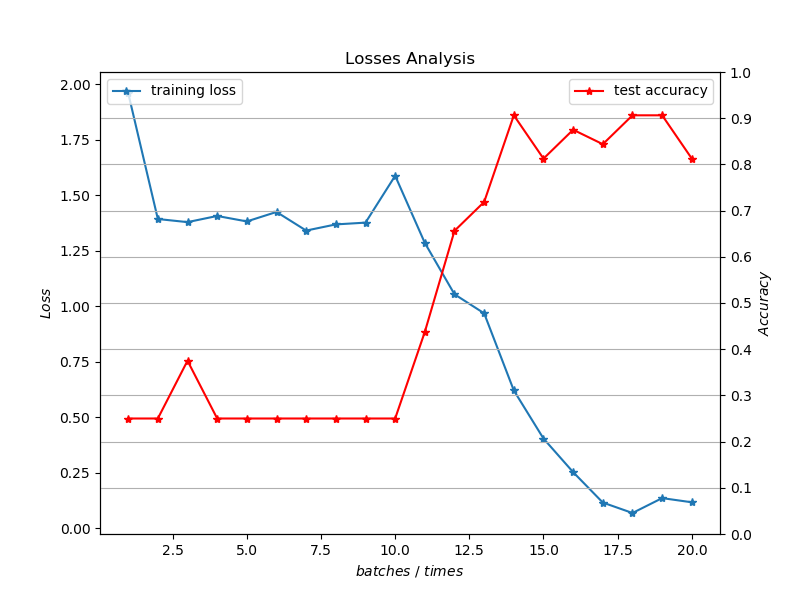 Losses Analysis
training loss
test accuracy
2.00
1.75
1.50
1.25
1.00
0.75
0.50
0.25
0.00
Loss
1.0
0.9
0.8
0.7
0.6
0.5
0.4
0.3
0.2
0.1
0.0
Accuracy
2.5 5.0 7.5 10.0 12.5 15.0 17.5 20.0
batches / times